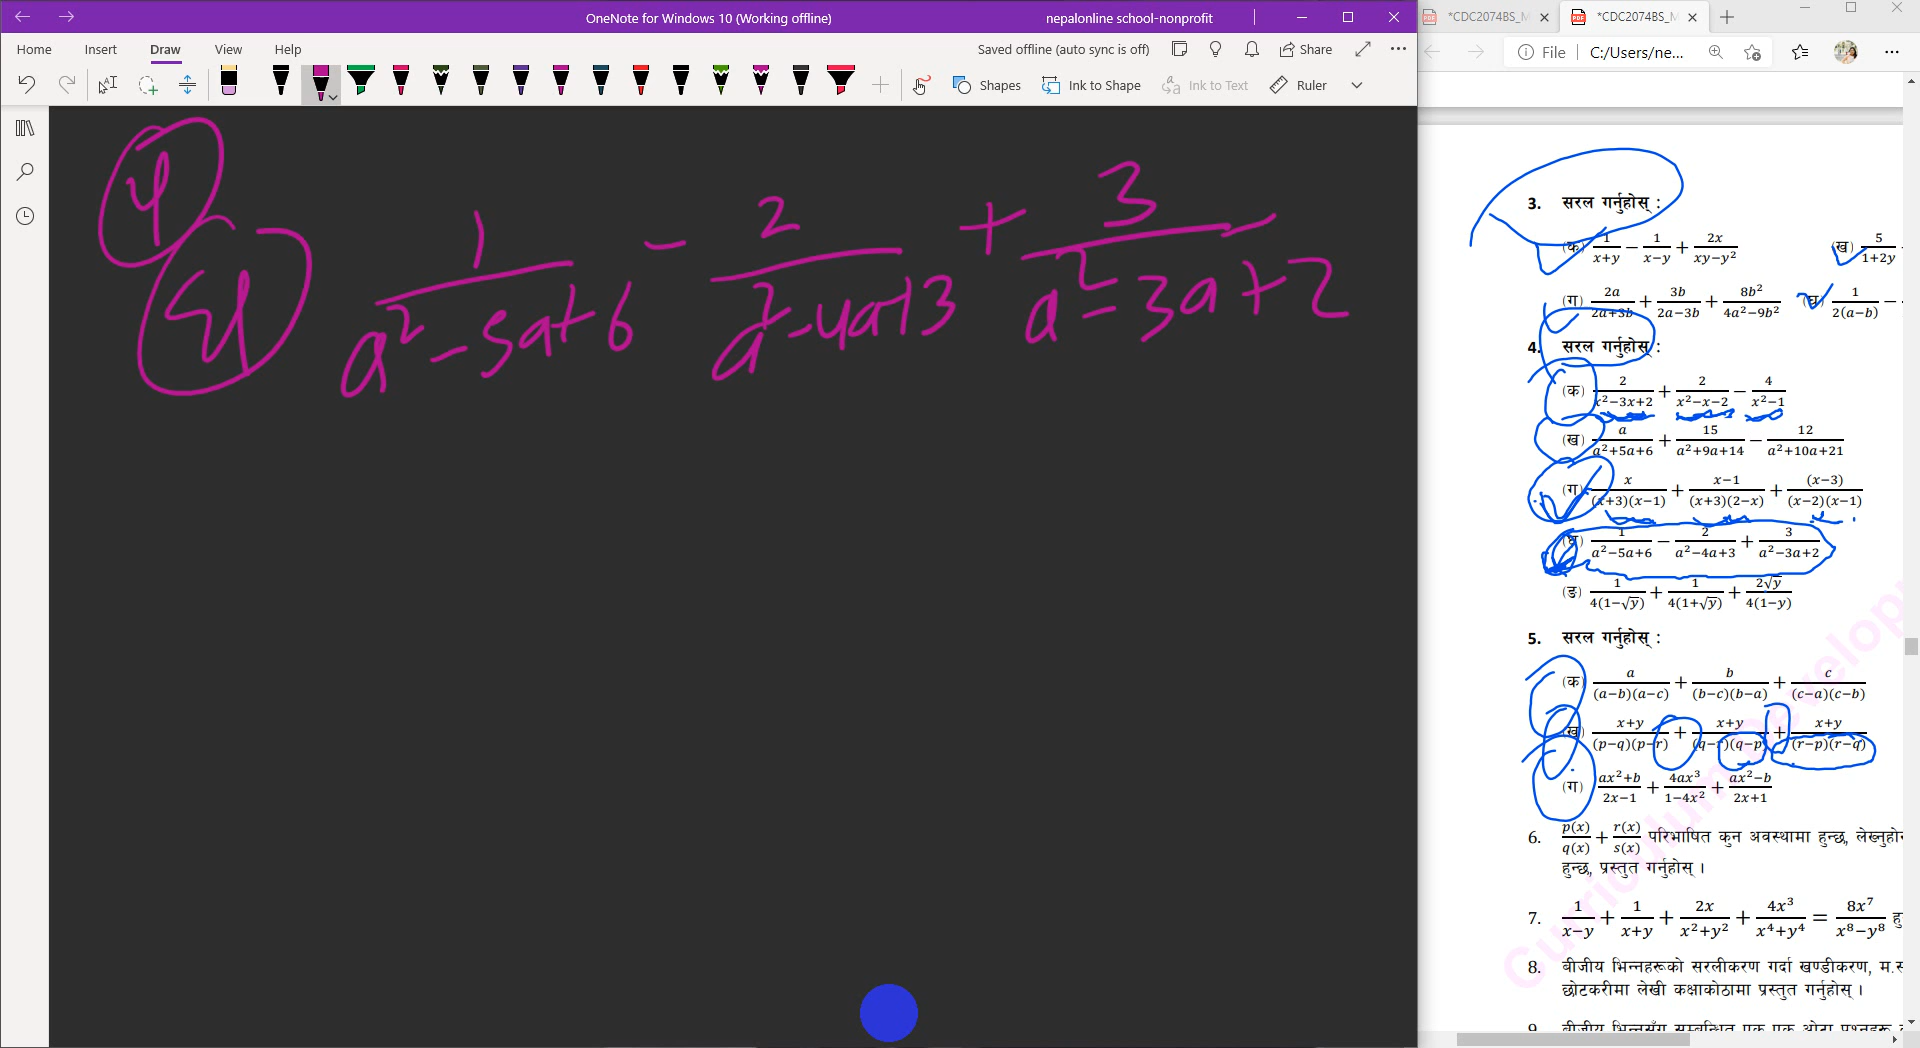 OneNote for Windows 10 (Working offline)
nepalonline school-nonprofit
Home Insert Draw View Help
Saved offline (auto sync is off) Share
Shapes Ink to Shape Ink to Text Ruler
४
घ
1/(a²-5a+6) - 2/(a²-4a+3) + 3/(a²-3a+2)
*CDC2074BS_M *CDC2074BS_M
File C:/Users/ne...
3. सरल गर्नुहोस् :
(क) 1/(x+y) − 1/(x−y) + 2x/(xy−y²) (ख) 5/(1+2y)
(ग) 2a/(2a+3b) + 3b/(2a−3b) + 8b²/(4a²−9b²) (घ) 1/(2(a−b)) −
4. सरल गर्नुहोस् :
(क) 2/(x²−3x+2) + 2/(x²−x−2) − 4/(x²−1)
(ख) a/(a²+5a+6) + 15/(a²+9a+14) − 12/(a²+10a+21)
(ग) x/((x+3)(x−1)) + (x−1)/((x+3)(2−x)) + (x−3)/((x−2)(x−1))
(घ) 1/(a²−5a+6) − 2/(a²−4a+3) + 3/(a²−3a+2)
(ङ) 1/(4(1−√y)) + 1/(4(1+√y)) + 2√y/(4(1−y))
5. सरल गर्नुहोस् :
(क) a/((a−b)(a−c)) + b/((b−c)(b−a)) + c/((c−a)(c−b))
(ख) (x+y)/((p−q)(p−r)) + (x+y)/((q−r)(q−p)) + (x+y)/((r−p)(r−q))
(ग) (ax²+b)/(2x−1) + 4ax³/(1−4x²) + (ax²−b)/(2x+1)
6. p(x)/q(x) + r(x)/s(x) परिभाषित कुन अवस्थामा हुन्छ,
हुन्छ, प्रस्तुत गर्नुहोस् ।
7. 1/(x−y) + 1/(x+y) + 2x/(x²+y²) + 4x³/(x⁴+y⁴) = 8x⁷/(x⁸−y⁸)
8. बीजीय भिन्नहरूको सरलीकरण गर्दा खण्डीकरण,
छोटकरीमा लेखी कक्षाकोठामा प्रस्तुत गर्नुहोस् ।
Curriculum Develop